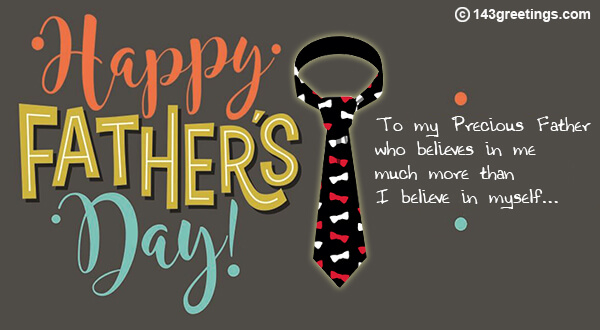 © 143greetings.com
Happy
FATHER'S
Day!
To my Precious Father
who believes in me
much more than
I believe in myself...